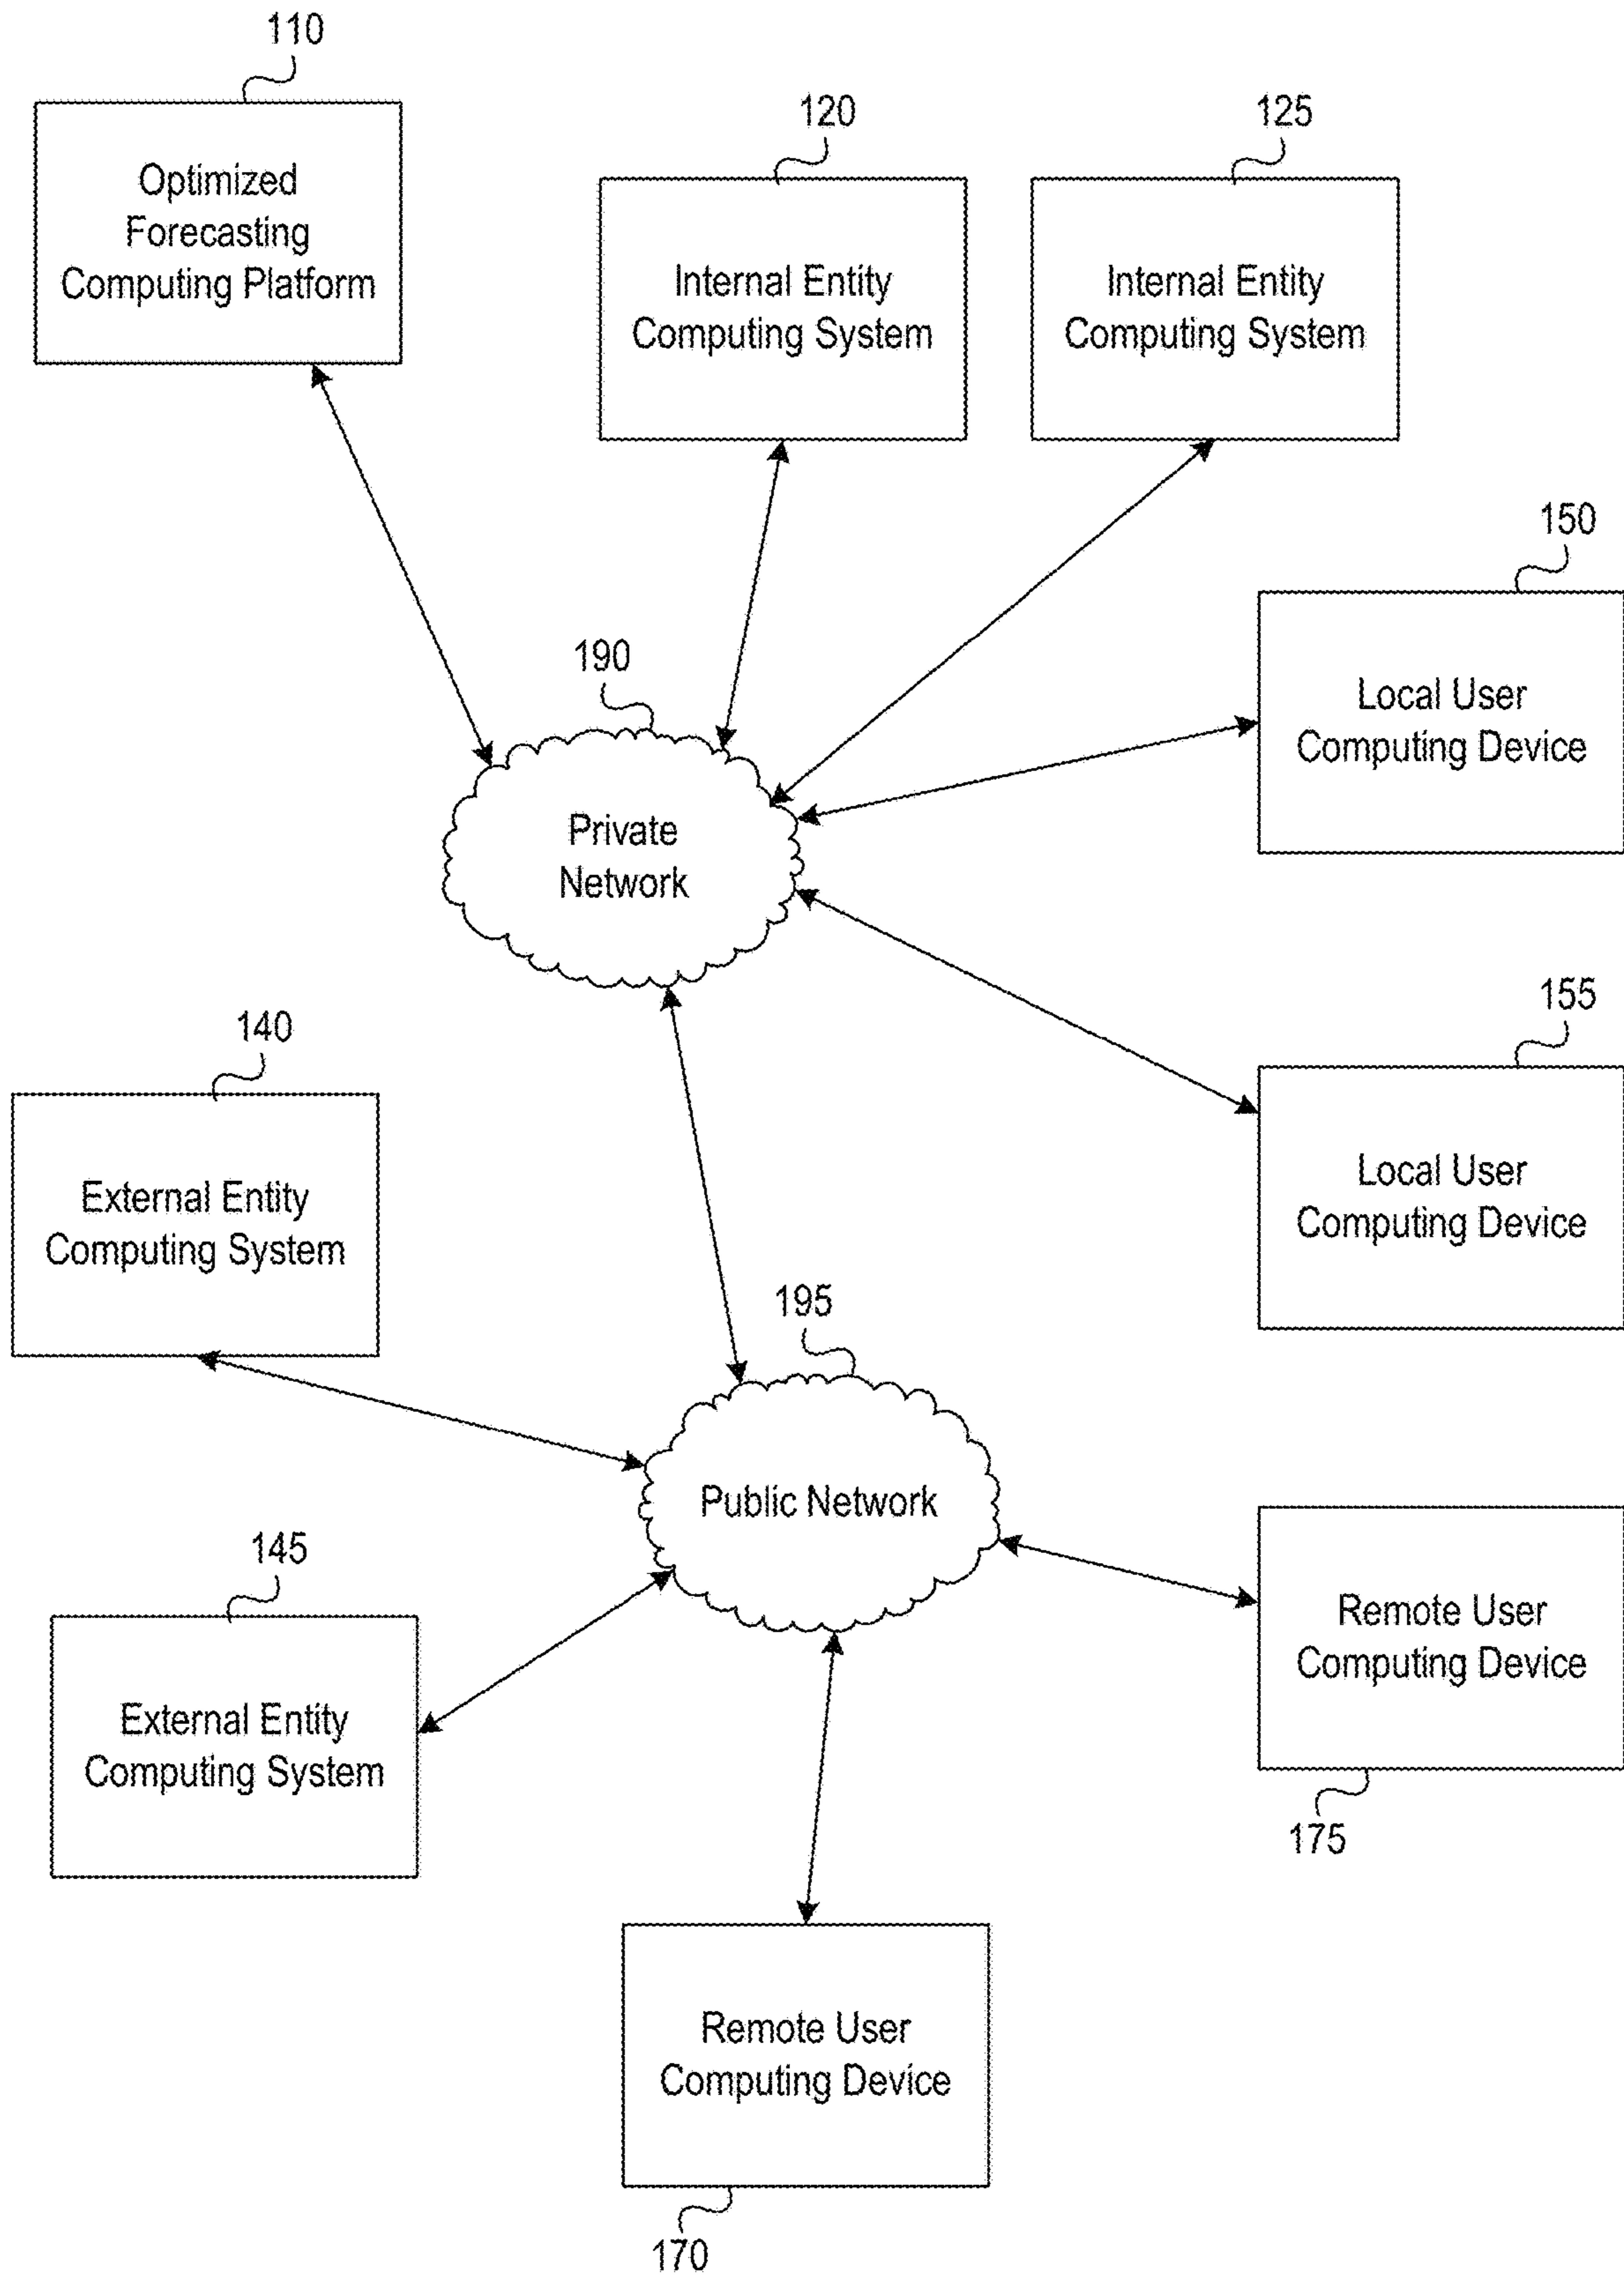 110
Optimized
Forecasting
Computing Platform
120
Internal Entity
Computing System
125
Internal Entity
Computing System
150
Local User
Computing Device
190
Private
Network
155
Local User
Computing Device
140
External Entity
Computing System
195
Public Network
145
External Entity
Computing System
Remote User
Computing Device
175
Remote User
Computing Device
170